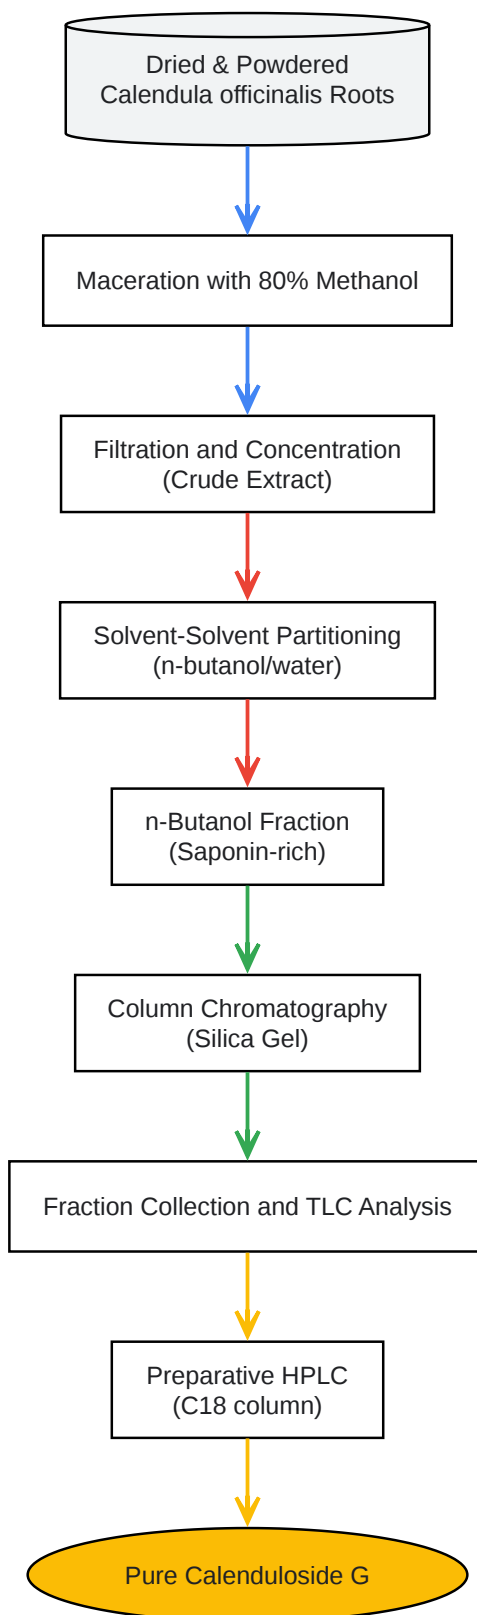 Dried & Powdered
Calendula officinalis Roots
Maceration with 80% Methanol
Filtration and Concentration
(Crude Extract)
Solvent-Solvent Partitioning
(n-butanol/water)
n-Butanol Fraction
(Saponin-rich)
Column Chromatography
(Silica Gel)
Fraction Collection and TLC Analysis
Preparative HPLC
(C18 column)
Pure Calenduloside G